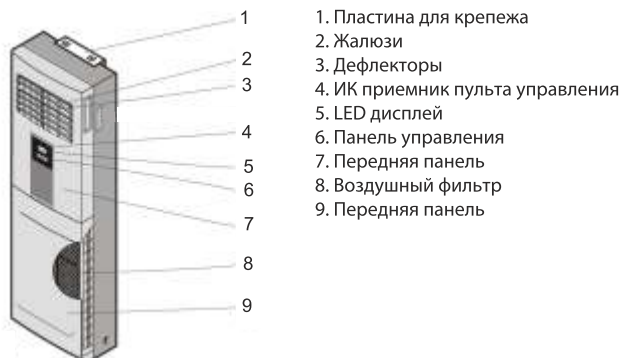 1
2
3
4
5
6
7
8
9
1. Пластина для крепежа
2. Жалюзи
3. Дефлекторы
4. ИК приемник пульта управления
5. LED дисплей
6. Панель управления
7. Передняя панель
8. Воздушный фильтр
9. Передняя панель